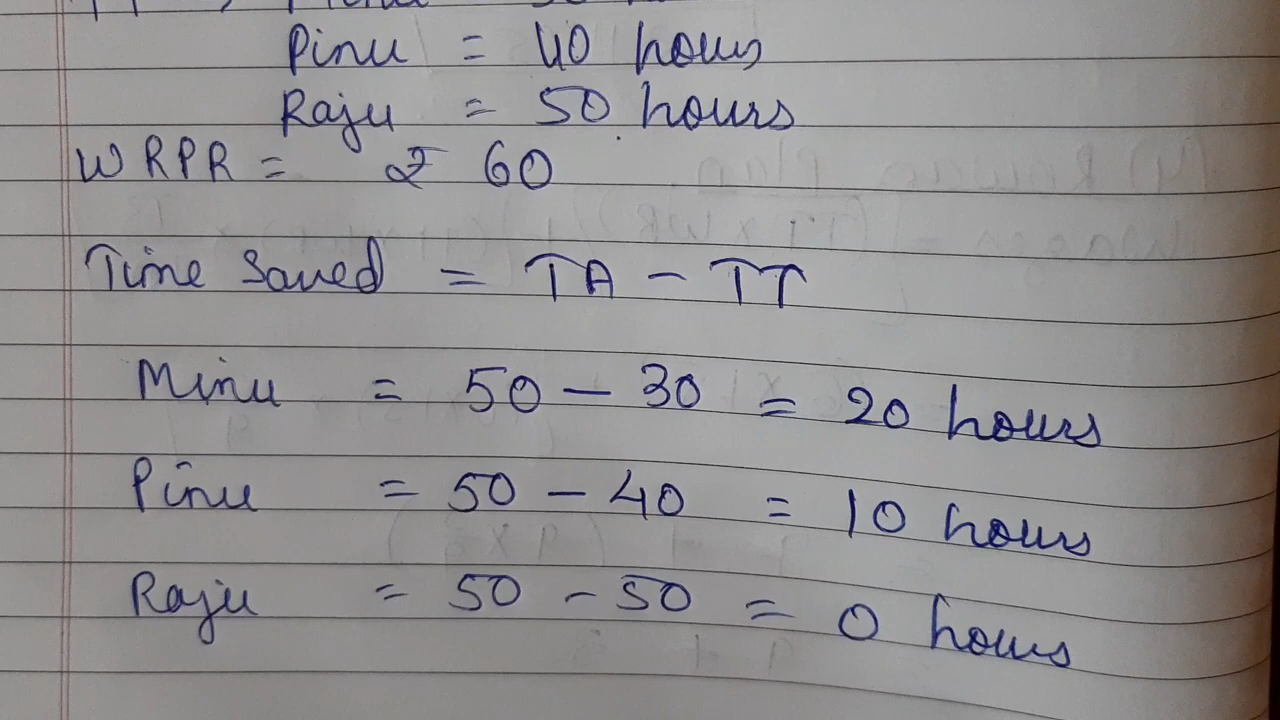 Pinu = 40 hours
Raju = 50 hours
WRPR = ₹ 60
Time Saved = TA - TT
Minu = 50 - 30 = 20 hours
Pinu = 50 - 40 = 10 hours
Raju = 50 - 50 = 0 hours